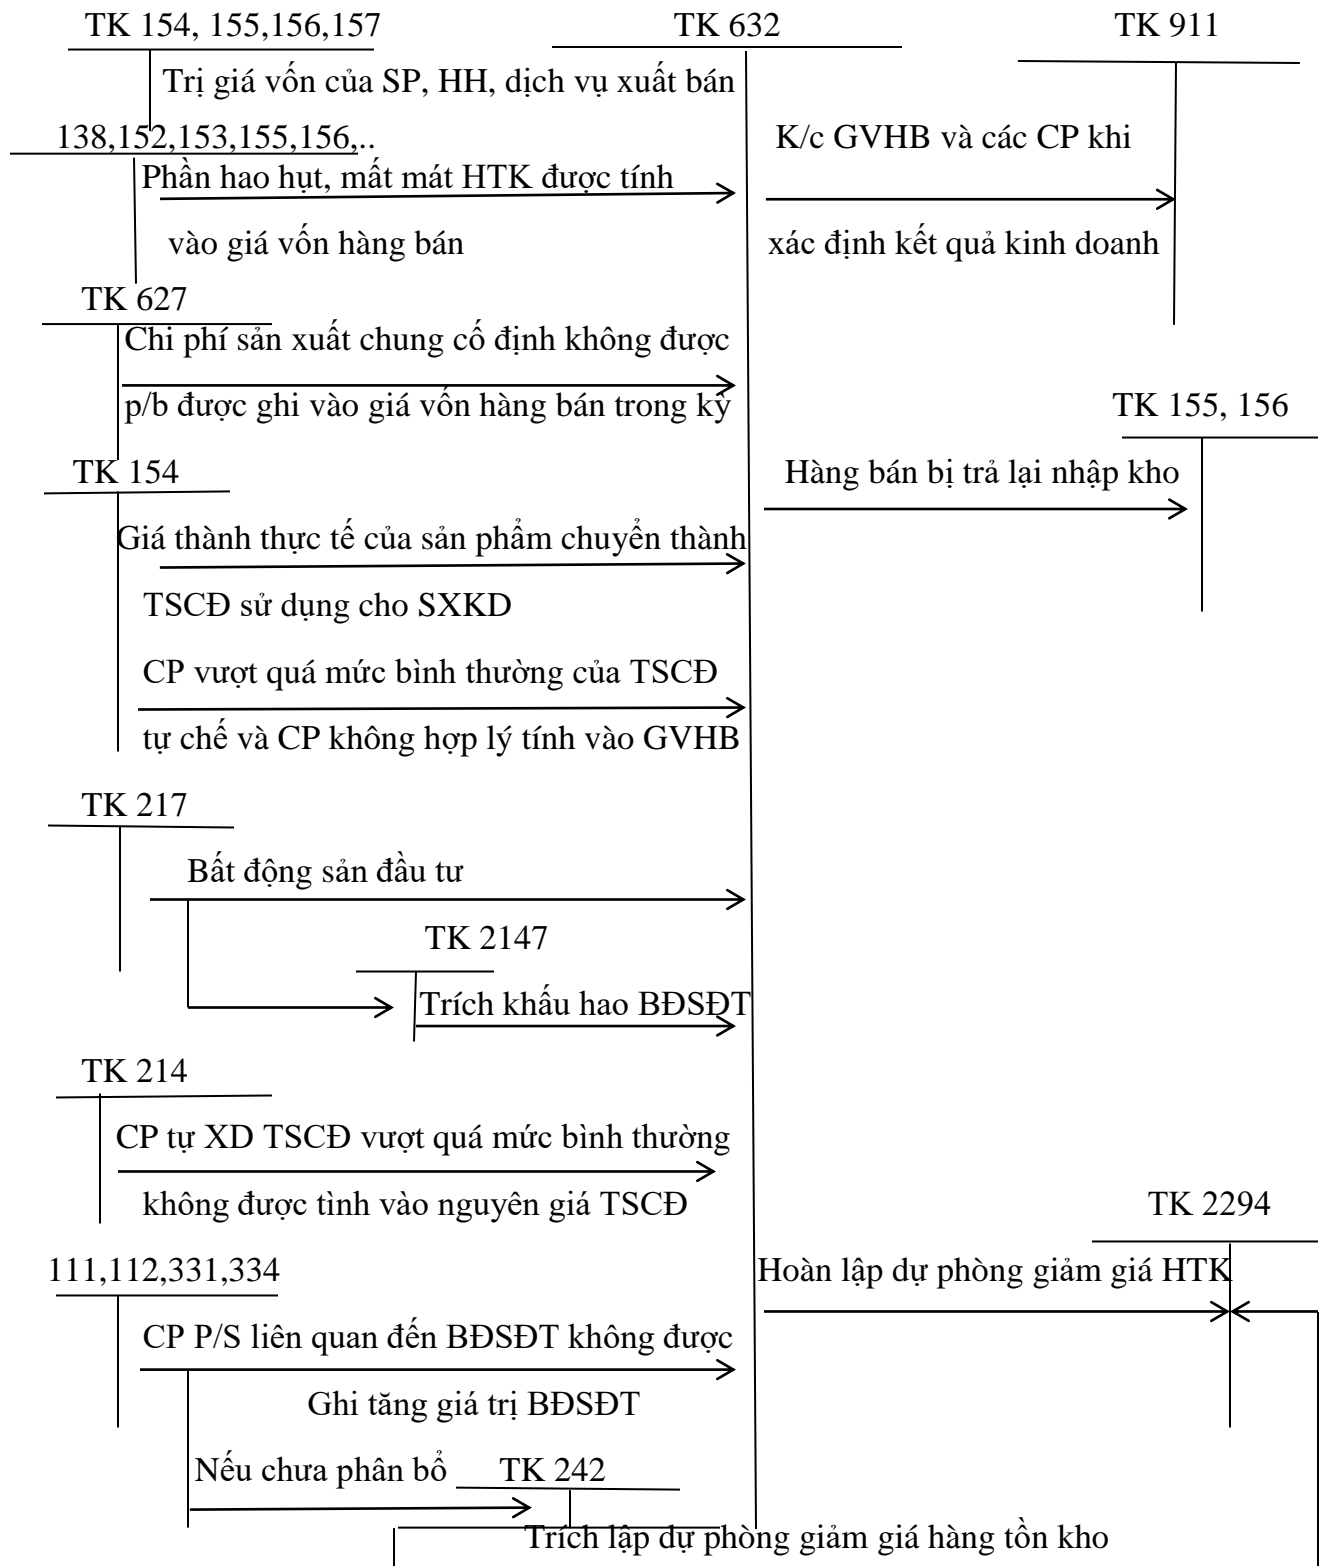 TK 154, 155,156,157
TK 632
TK 911
Trị giá vốn của SP, HH, dịch vụ xuất bán
138,152,153,155,156,..
K/c GVHB và các CP khi
Phần hao hụt, mất mát HTK được tính
vào giá vốn hàng bán
xác định kết quả kinh doanh
TK 627
Chi phí sản xuất chung cố định không được
p/b được ghi vào giá vốn hàng bán trong kỳ
TK 155, 156
TK 154
Hàng bán bị trả lại nhập kho
Giá thành thực tế của sản phẩm chuyển thành
TSCĐ sử dụng cho SXKD
CP vượt quá mức bình thường của TSCĐ
tự chế và CP không hợp lý tính vào GVHB
TK 217
Bất động sản đầu tư
TK 2147
Trích khấu hao BĐSĐT
TK 214
CP tự XD TSCĐ vượt quá mức bình thường
không được tình vào nguyên giá TSCĐ
TK 2294
111,112,331,334
Hoàn lập dự phòng giảm giá HTK
CP P/S liên quan đến BĐSĐT không được
Ghi tăng giá trị BĐSĐT
Nếu chưa phân bổ
TK 242
Trích lập dự phòng giảm giá hàng tồn kho